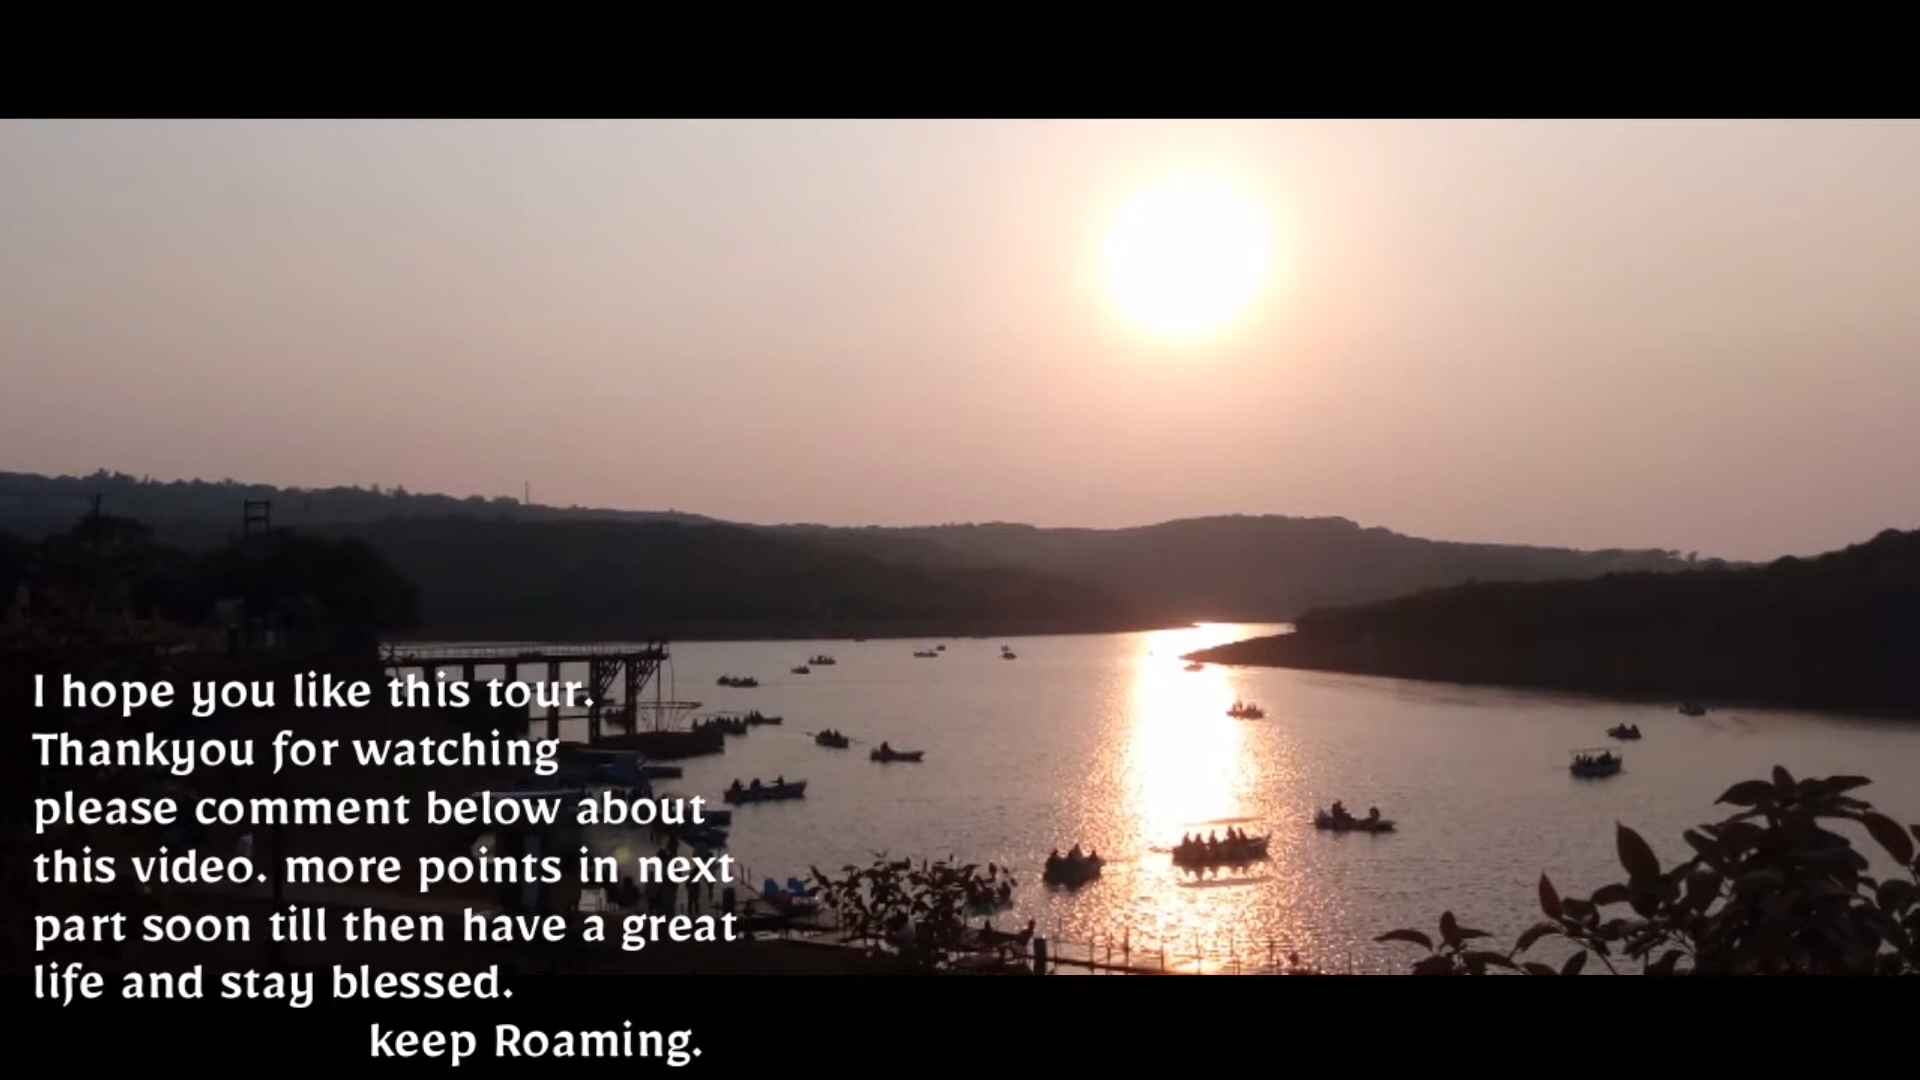 I hope you like this tour.
Thankyou for watching
please comment below about
this video. more points in next
part soon till then have a great
life and stay blessed.
keep Roaming.